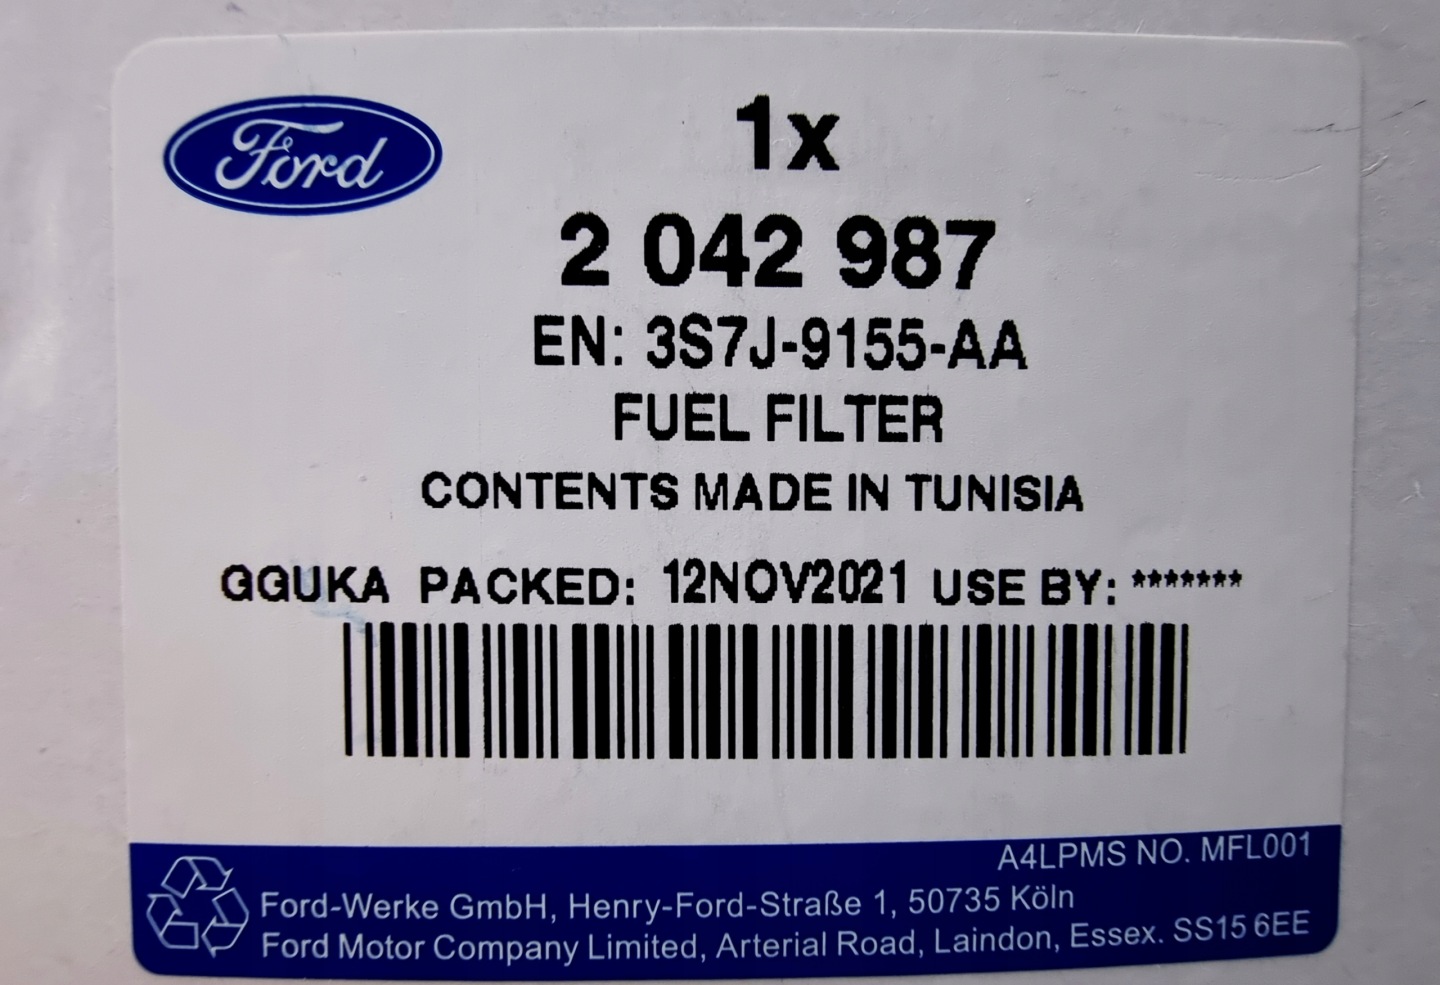 Ford
1x
2 042 987
EN: 3S7J-9155-AA
FUEL FILTER
CONTENTS MADE IN TUNISIA
GGUKA PACKED: 12NOV2021 USE BY: *******
A4LPMS NO. MFL001
Ford-Werke GmbH, Henry-Ford-Straße 1, 50735 Köln
Ford Motor Company Limited, Arterial Road, Laindon, Essex. SS15 6EE